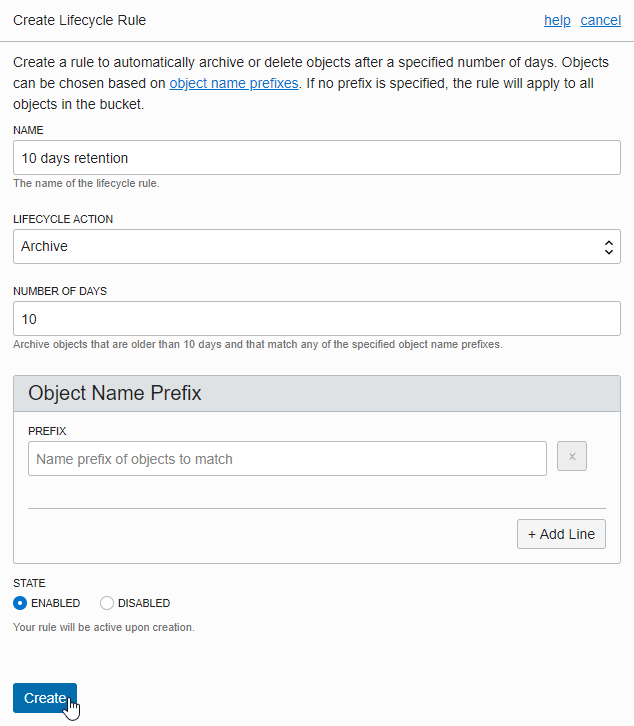 Create Lifecycle Rule help cancel
Create a rule to automatically archive or delete objects after a specified number of days. Objects
can be chosen based on object name prefixes. If no prefix is specified, the rule will apply to all
objects in the bucket.
NAME
10 days retention
The name of the lifecycle rule.
LIFECYCLE ACTION
Archive
NUMBER OF DAYS
10
Archive objects that are older than 10 days and that match any of the specified object name prefixes.
Object Name Prefix
PREFIX
Name prefix of objects to match x
+ Add Line
STATE
ENABLED DISABLED
Your rule will be active upon creation.
Create